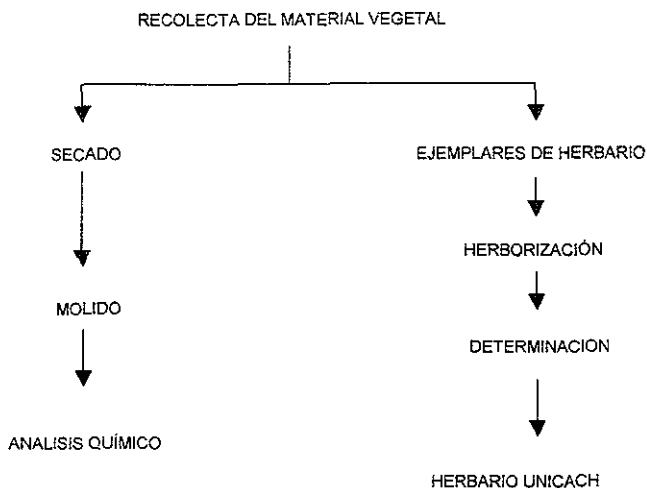 RECOLECTA DEL MATERIAL VEGETAL
SECADO
EJEMPLARES DE HERBARIO
HERBORIZACIÓN
MOLIDO
DETERMINACION
ANALISIS QUÍMICO
HERBARIO UNICACH